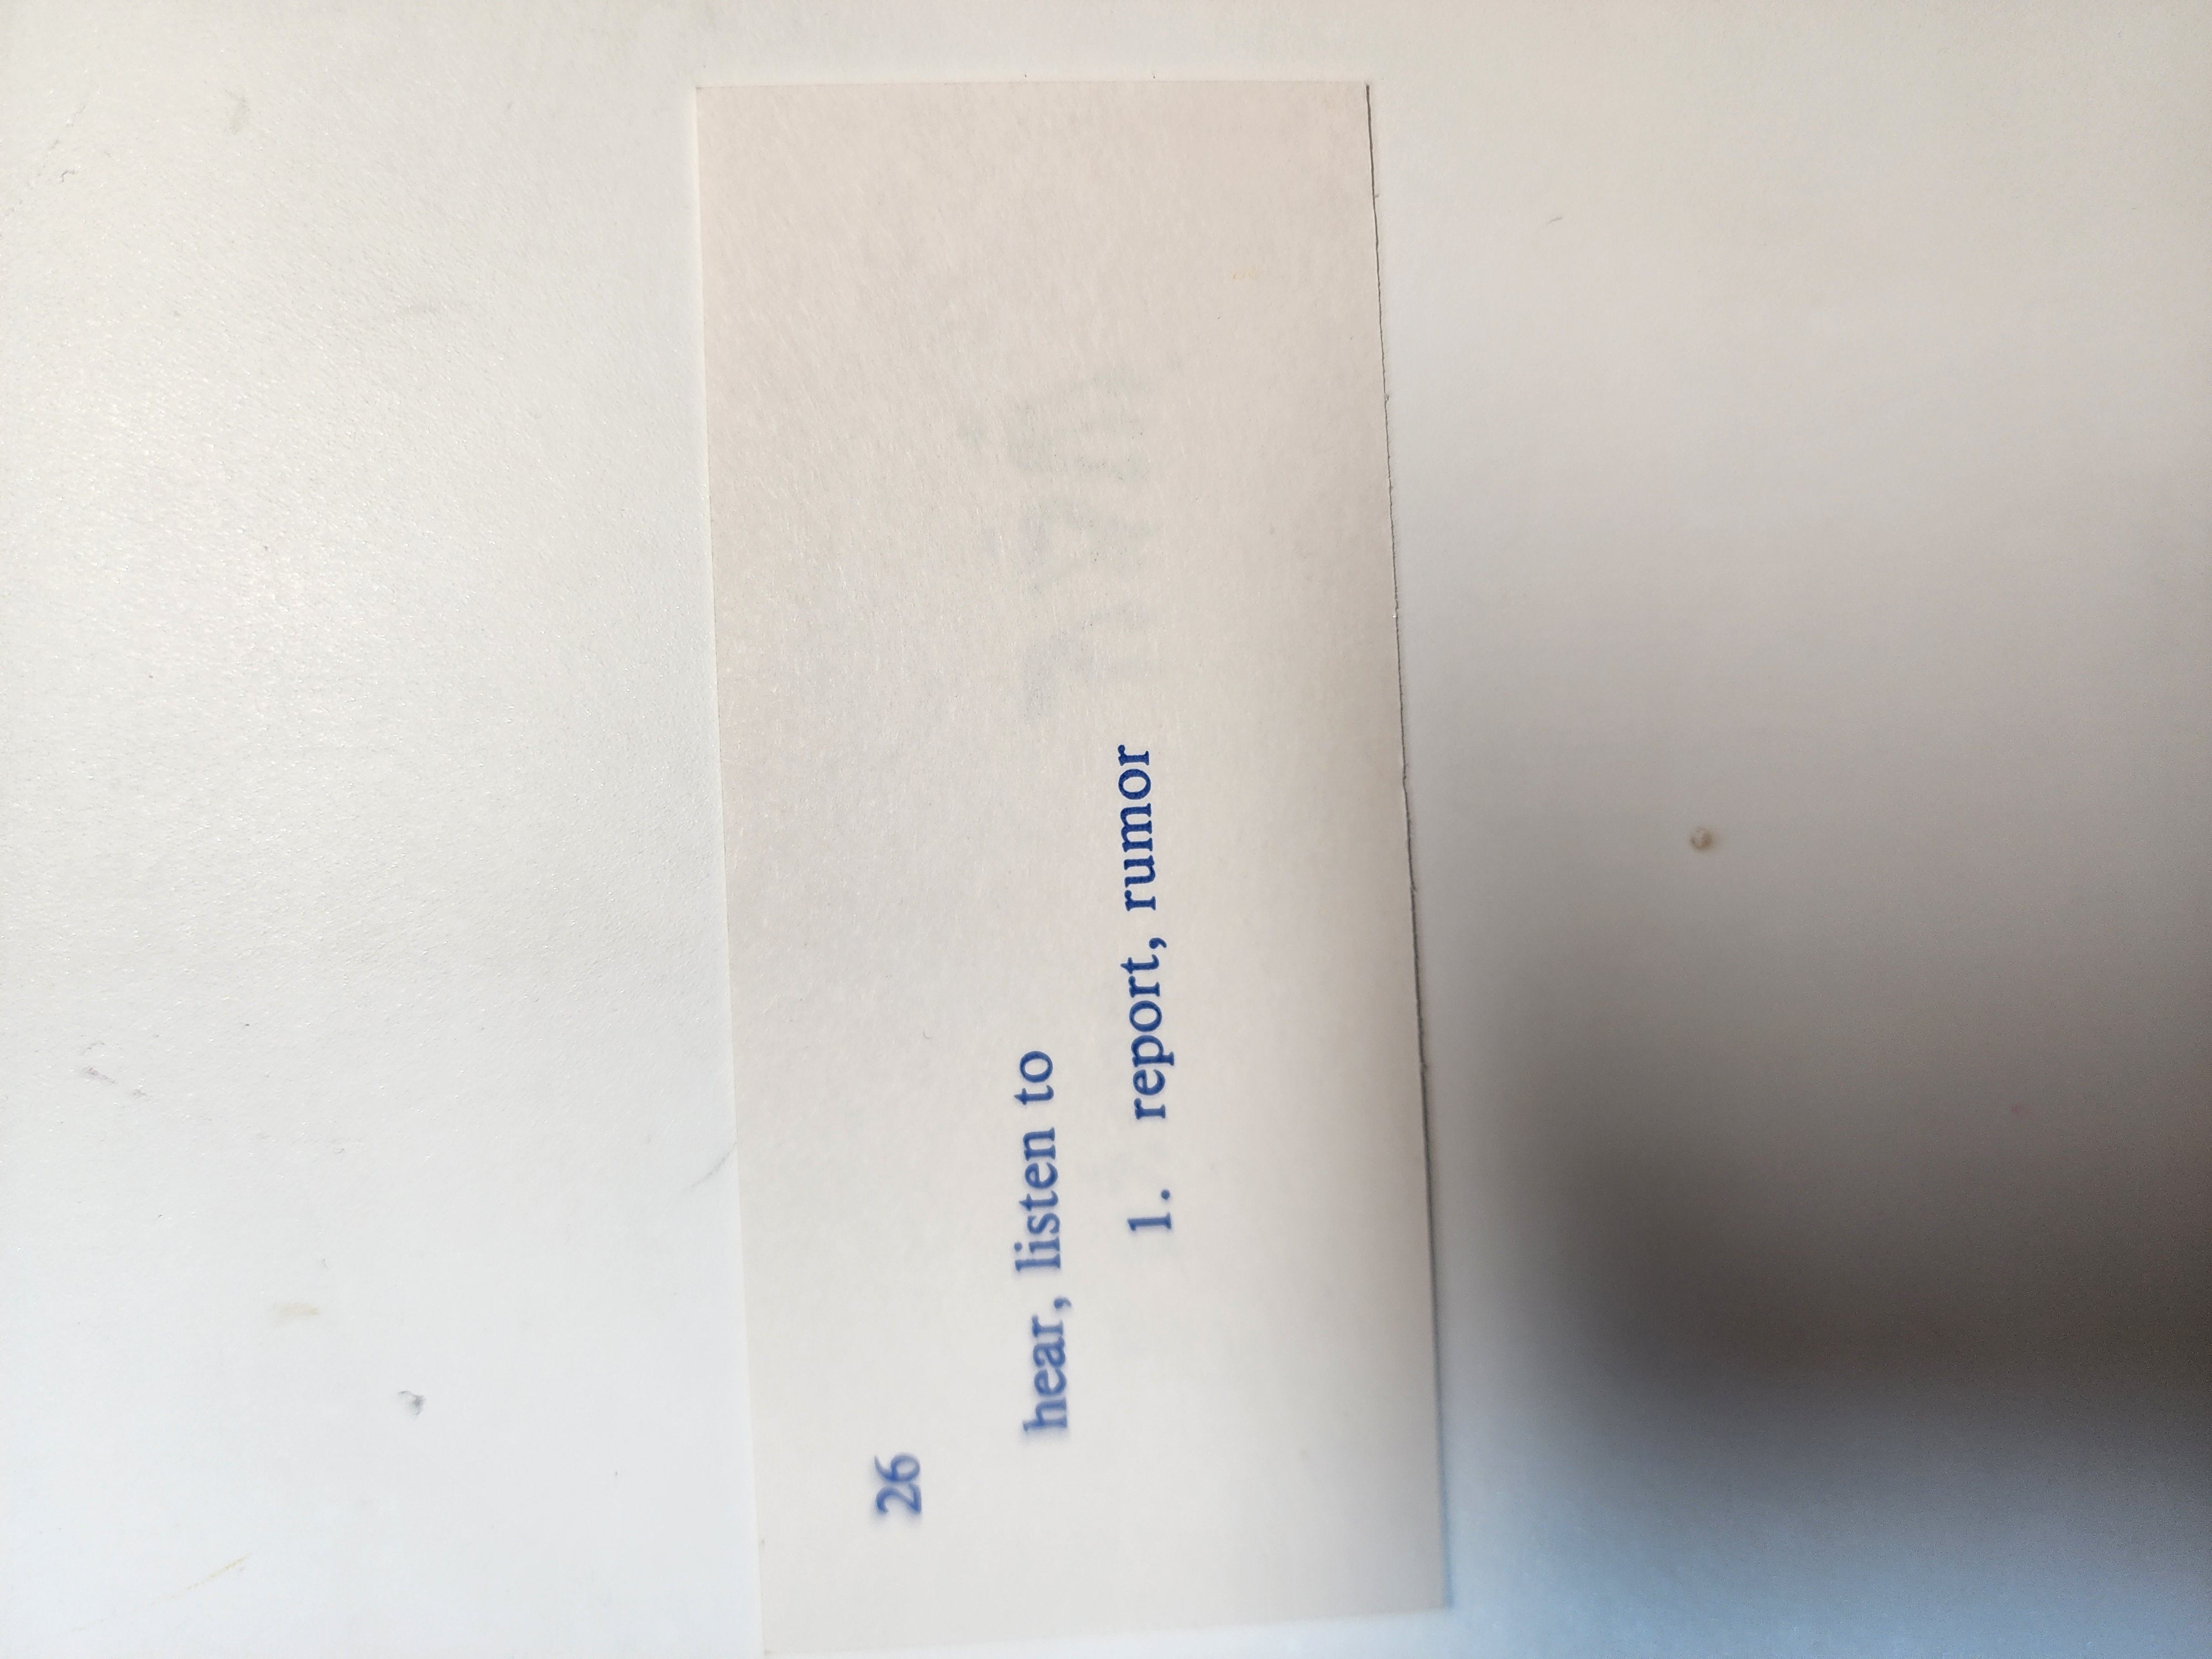 26
hear, listen to
1. report, rumor